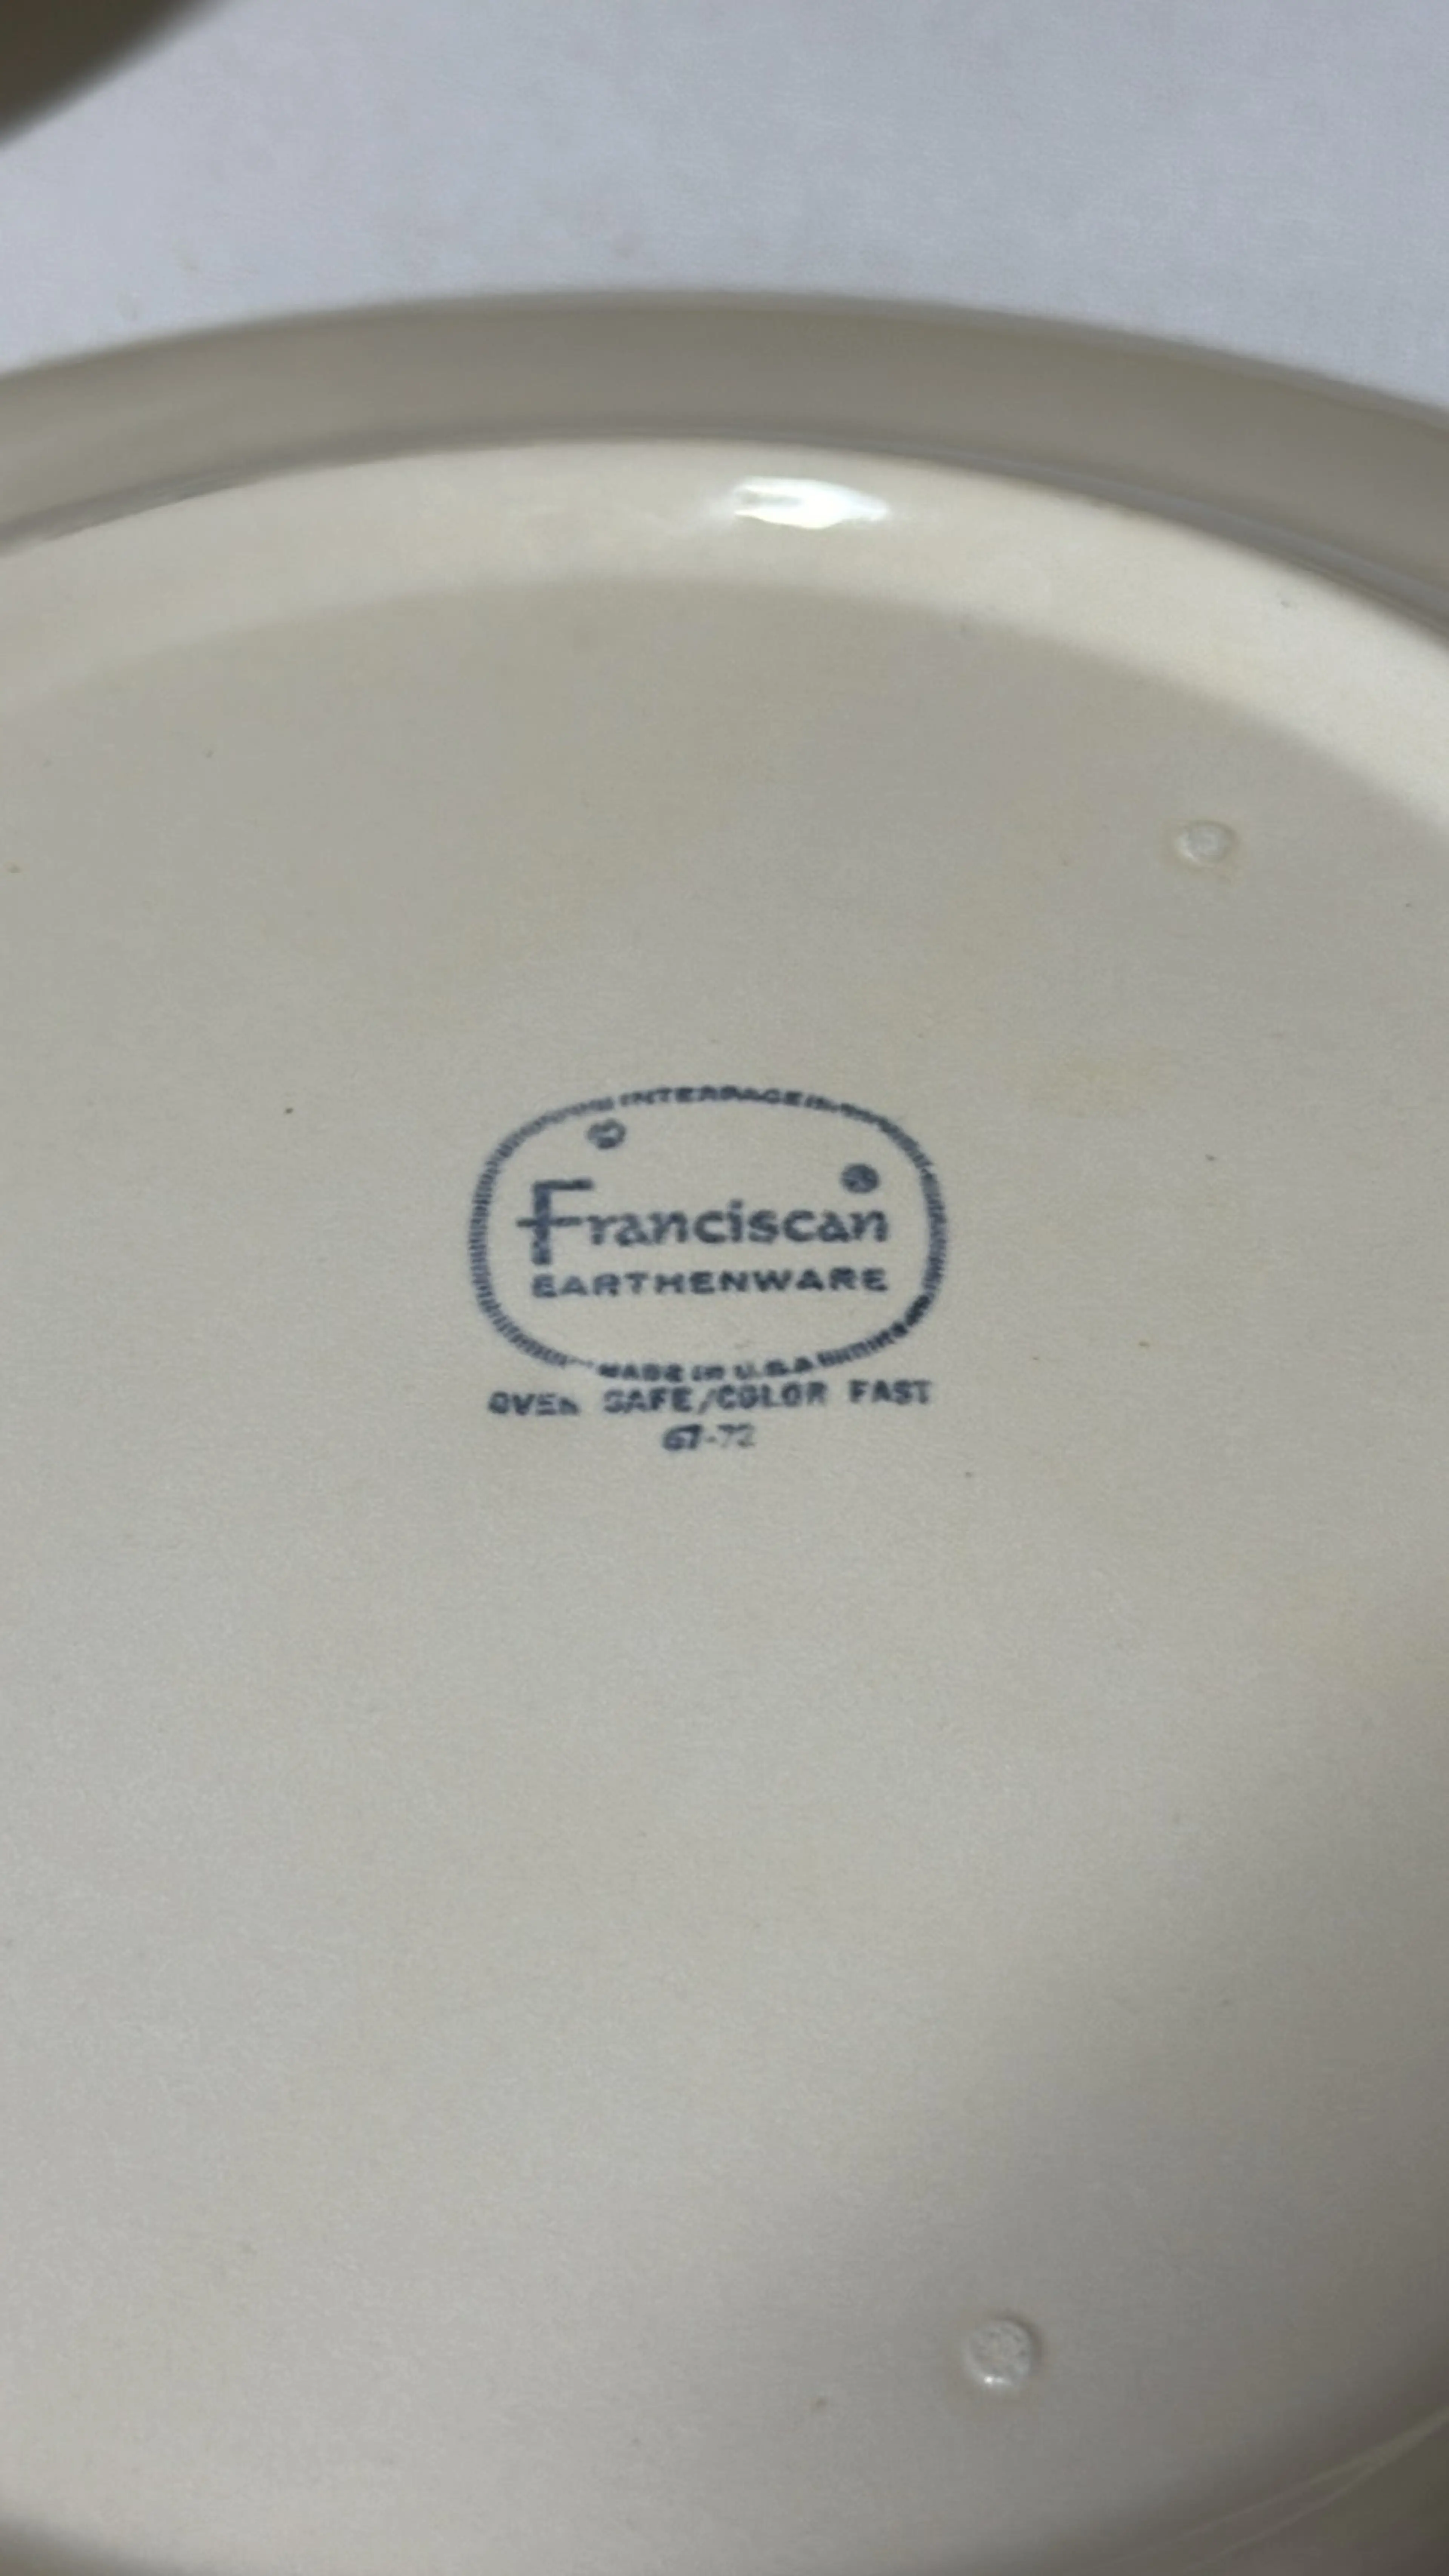 INTERPACE
©
®
Franciscan
EARTHENWARE
MADE IN U.S.A
OVEN SAFE/COLOR FAST
67-72